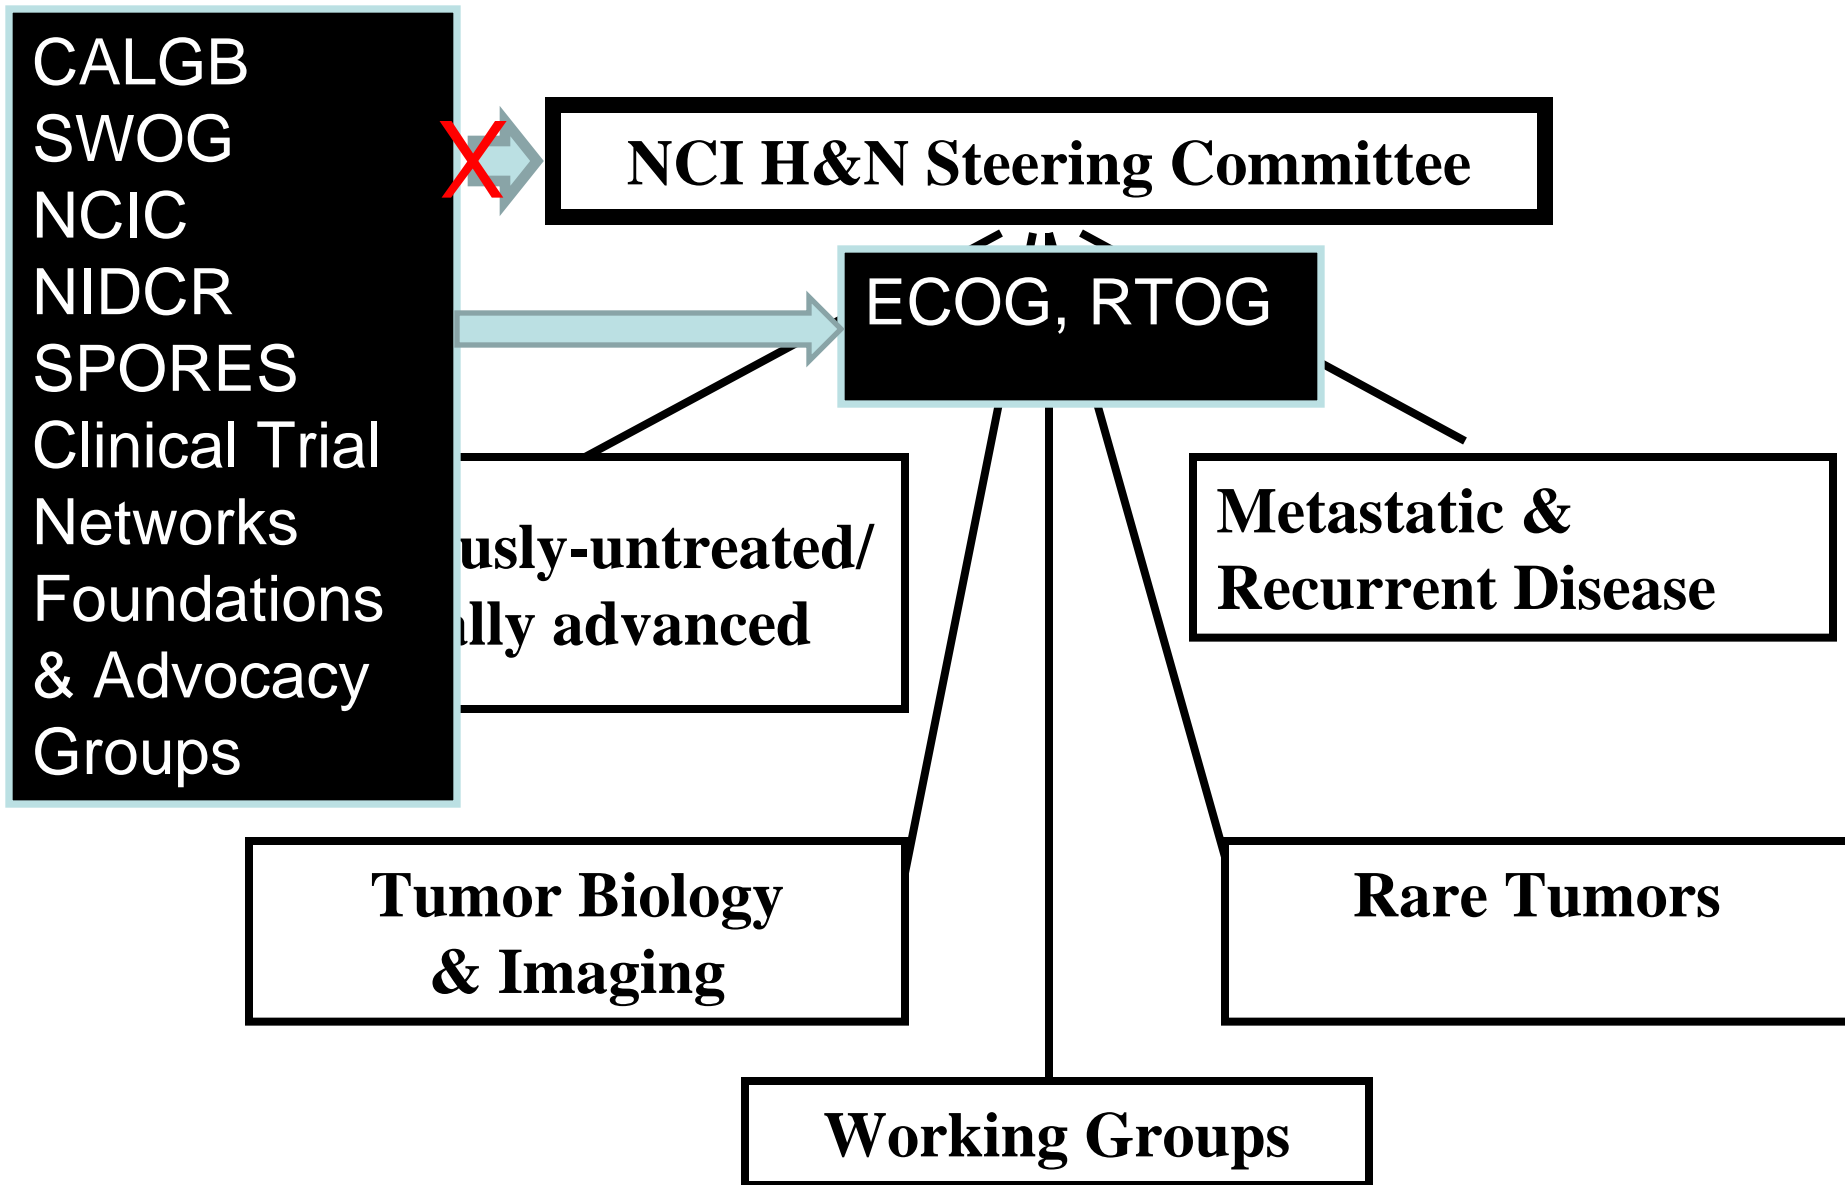 CALGB
SWOG
NCIC
NIDCR
SPORES
Clinical Trial
Networks
Foundations
& Advocacy
Groups
X
NCI H&N Steering Committee
ECOG, RTOG
usly-untreated/
ally advanced
Metastatic &
Recurrent Disease
Tumor Biology
& Imaging
Rare Tumors
Working Groups